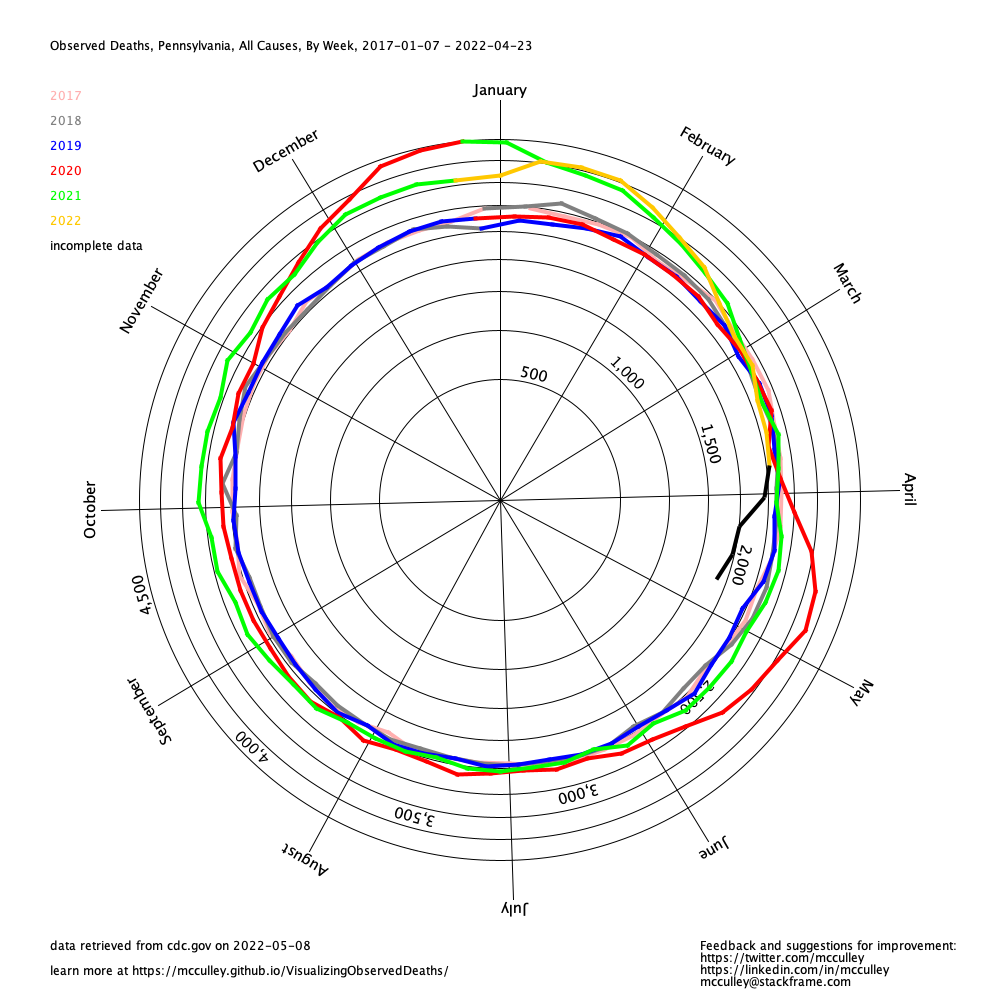 Observed Deaths, Pennsylvania, All Causes, By Week, 2017-01-07 - 2022-04-23
January
2017
2018
2019
2020
2021
2022
incomplete data
December
February
November
March
500
1,000
1,500
October
April
2,000
4,500
2,500
September
May
4,000
3,500
3,000
August
June
July
data retrieved from cdc.gov on 2022-05-08
learn more at https://mcculley.github.io/VisualizingObservedDeaths/
Feedback and suggestions for improvement:
https://twitter.com/mcculley
https://linkedin.com/in/mcculley
mcculley@stackframe.com